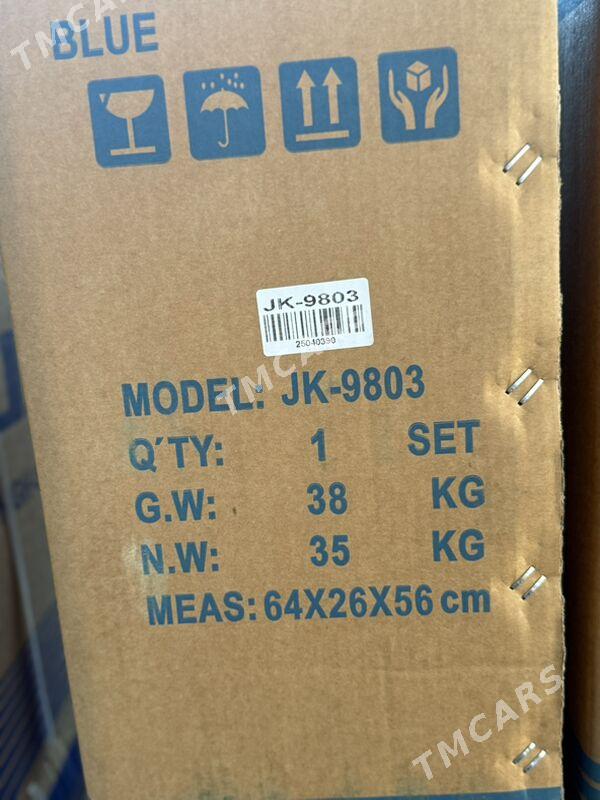 TMCARS
BLUE
JK-9803
25040390
TMCARS
MODEL: JK-9803
Q´TY: 1 SET
G.W: 38 KG
N.W: 35 KG
MEAS: 64X26X56 cm
TMCARS